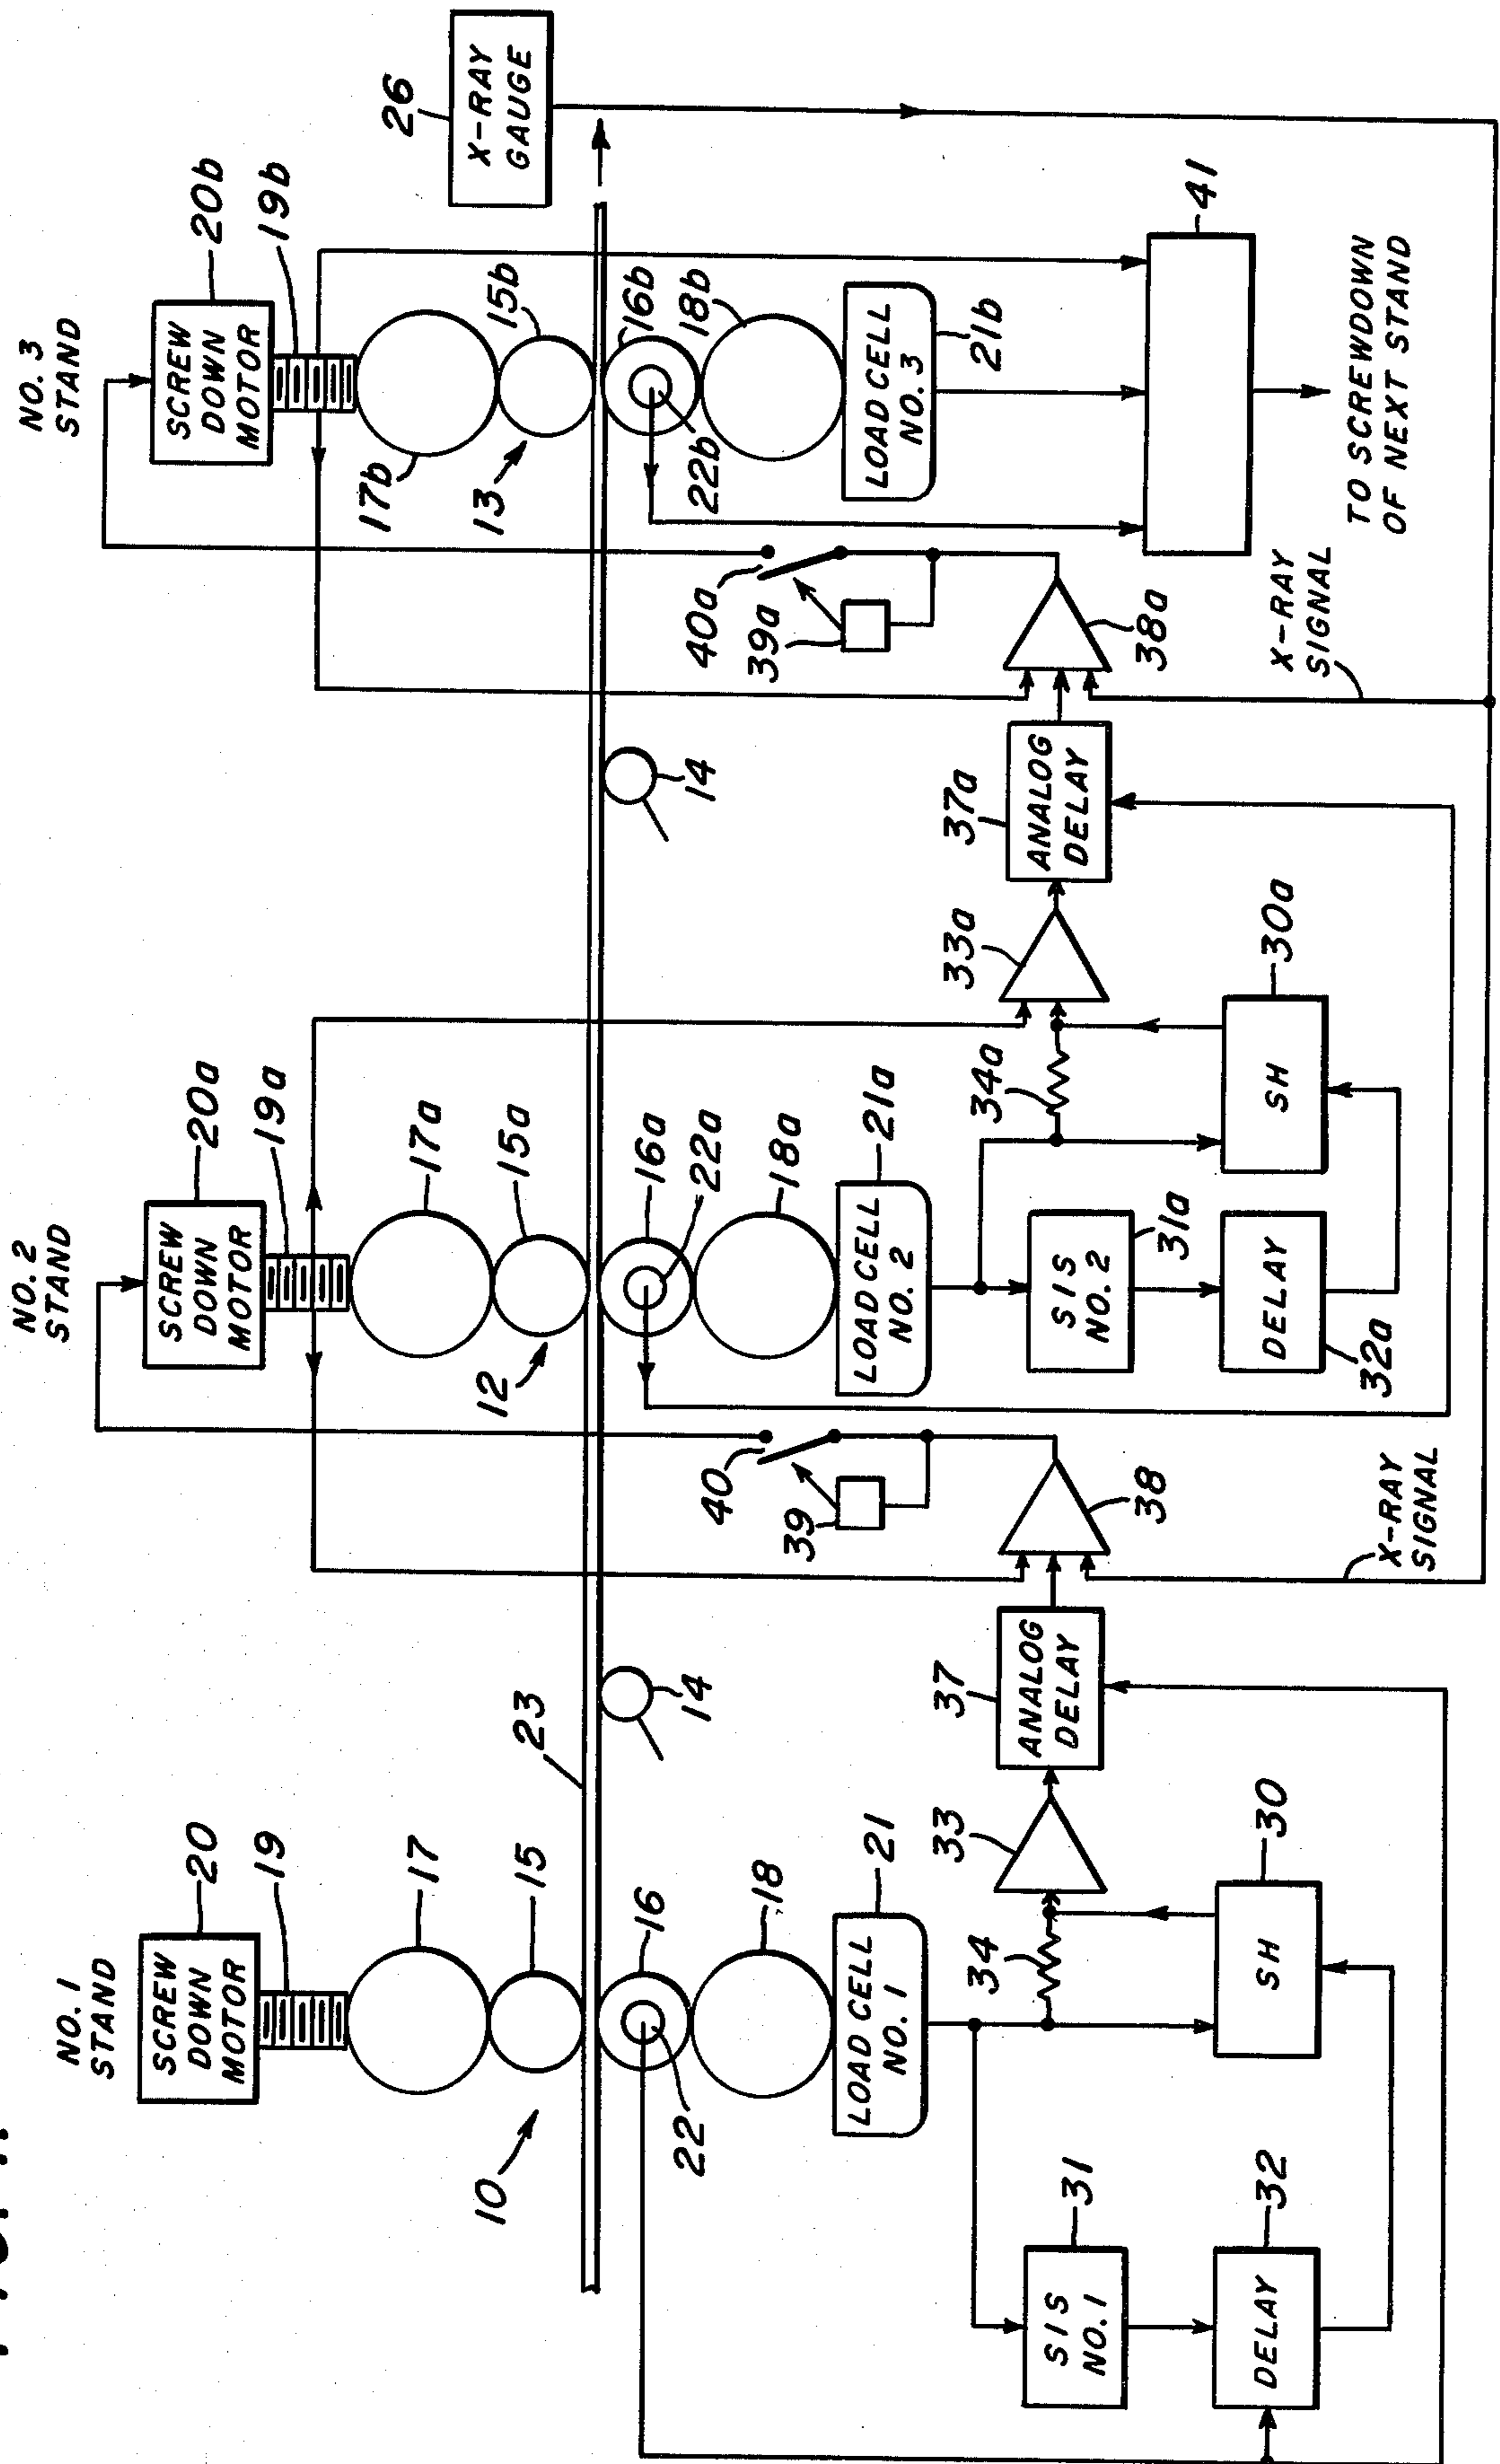 NO. 1
STAND
NO. 2
STAND
NO. 3
STAND
SCREW
DOWN
MOTOR
20
19
SCREW
DOWN
MOTOR
20a
19a
SCREW
DOWN
MOTOR
20b
19b
26
X-RAY
GAUGE
17
15
23
10
16
22
18
14
LOAD CELL
NO. 1
21
17a
15a
12
16a
22a
18a
14
LOAD CELL
NO. 2
21a
17b
15b
13
16b
22b
18b
LOAD CELL
NO. 3
21b
SIS
NO. 1
31
DELAY
32
34
33
SH
30
ANALOG
DELAY
37
38
39
40
X-RAY
SIGNAL
SIS
NO. 2
31a
DELAY
32a
34a
33a
SH
30a
ANALOG
DELAY
37a
38a
39a
40a
X-RAY
SIGNAL
41
TO SCREWDOWN
OF NEXT STAND